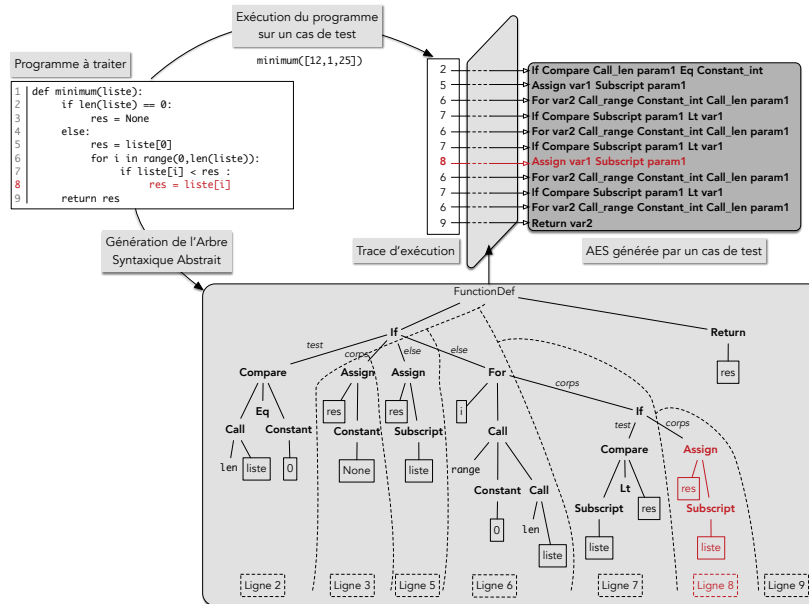 Exécution du programme
sur un cas de test
minimum([12,1,25])
Programme à traiter
1 def minimum(liste):
2 if len(liste) == 0:
3 res = None
4 else:
5 res = liste[0]
6 for i in range(0,len(liste)):
7 if liste[i] < res :
8 res = liste[i]
9 return res
2 If Compare Call_len param1 Eq Constant_int
5 Assign var1 Subscript param1
6 For var2 Call_range Constant_int Call_len param1
7 If Compare Subscript param1 Lt var1
6 For var2 Call_range Constant_int Call_len param1
7 If Compare Subscript param1 Lt var1
8 Assign var1 Subscript param1
6 For var2 Call_range Constant_int Call_len param1
7 If Compare Subscript param1 Lt var1
6 For var2 Call_range Constant_int Call_len param1
9 Return var2
Génération de l'Arbre
Syntaxique Abstrait
Trace d'exécution
AES générée par un cas de test
FunctionDef
If
Return
test
corps
else
else
res
Compare
Assign
Assign
For
corps
Eq
res
res
i
If
Call
Constant
Constant
Subscript
Call
test
corps
len
liste
0
None
liste
range
Compare
Assign
Constant
Call
Lt
res
res
Subscript
Subscript
0
len
liste
liste
liste
Ligne 2
Ligne 3
Ligne 5
Ligne 6
Ligne 7
Ligne 8
Ligne 9